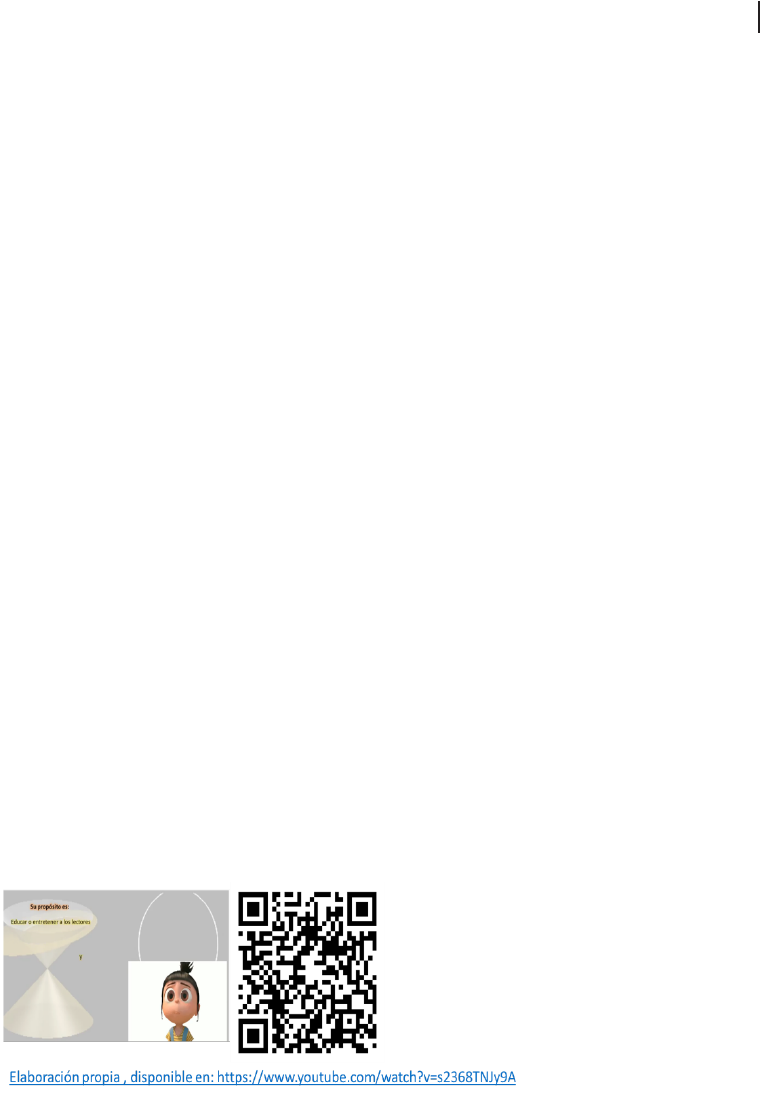 Su propósito es:
Educar o entretener a los lectores
y
Elaboración propia , disponible en: https://www.youtube.com/watch?v=s2368TNJy9A